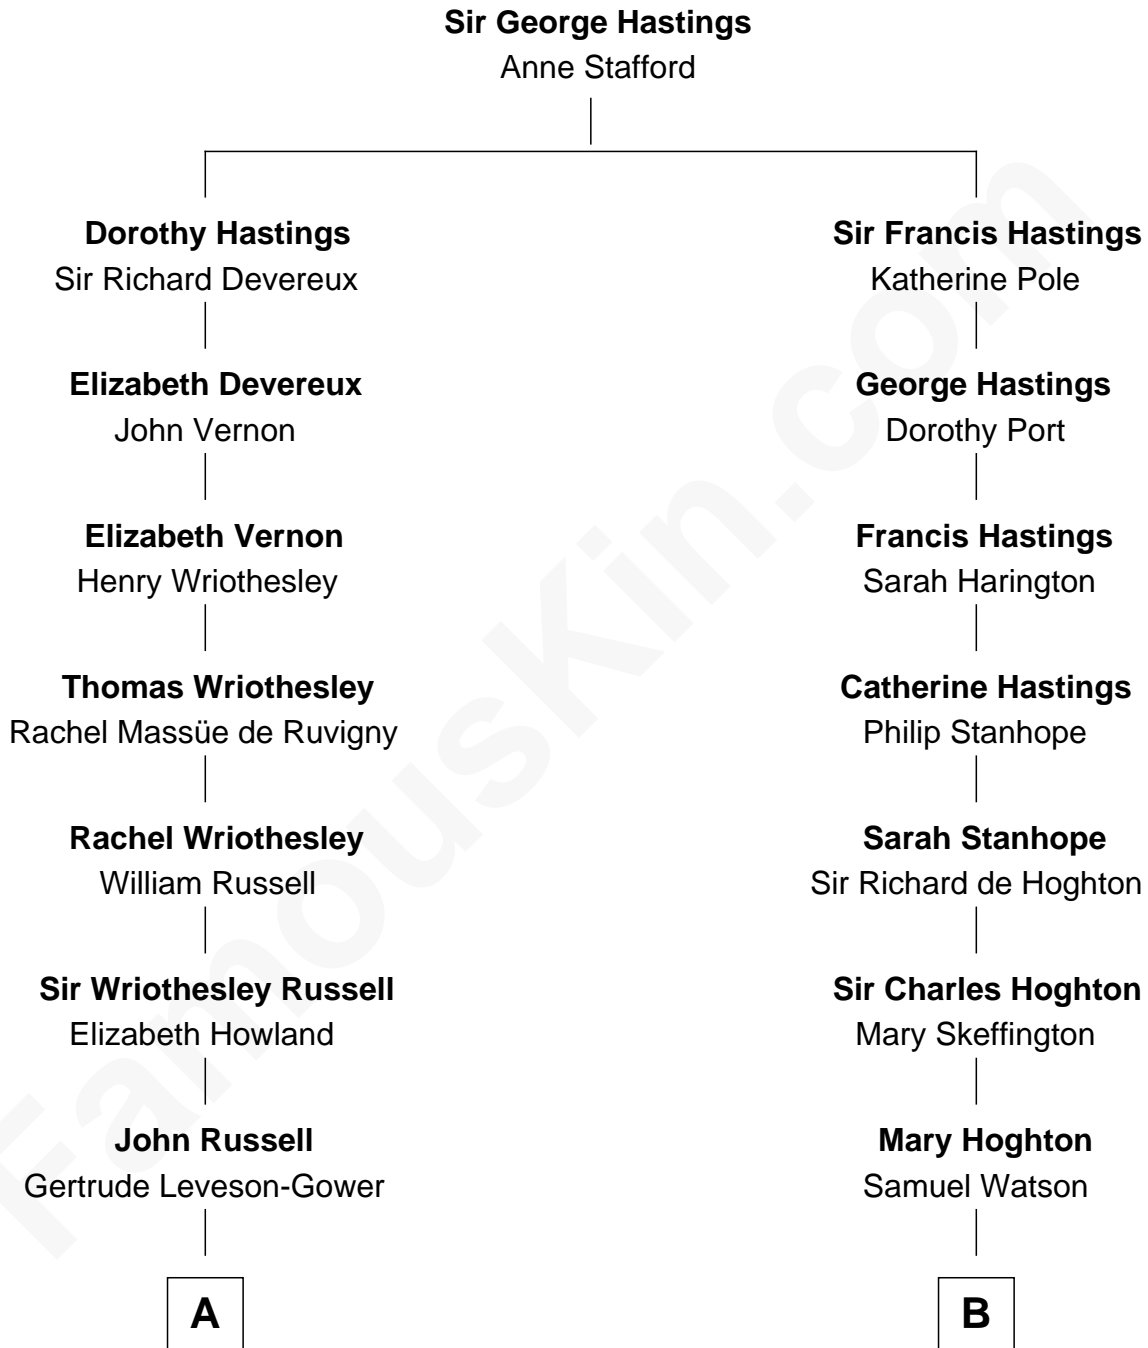 Sir George Hastings
Anne Stafford
Dorothy Hastings
Sir Richard Devereux
Elizabeth Devereux
John Vernon
Elizabeth Vernon
Henry Wriothesley
Thomas Wriothesley
Rachel Massüe de Ruvigny
Rachel Wriothesley
William Russell
Sir Wriothesley Russell
Elizabeth Howland
John Russell
Gertrude Leveson-Gower
A
Sir Francis Hastings
Katherine Pole
George Hastings
Dorothy Port
Francis Hastings
Sarah Harington
Catherine Hastings
Philip Stanhope
Sarah Stanhope
Sir Richard de Hoghton
Sir Charles Hoghton
Mary Skeffington
Mary Hoghton
Samuel Watson
B
FamousKin.com